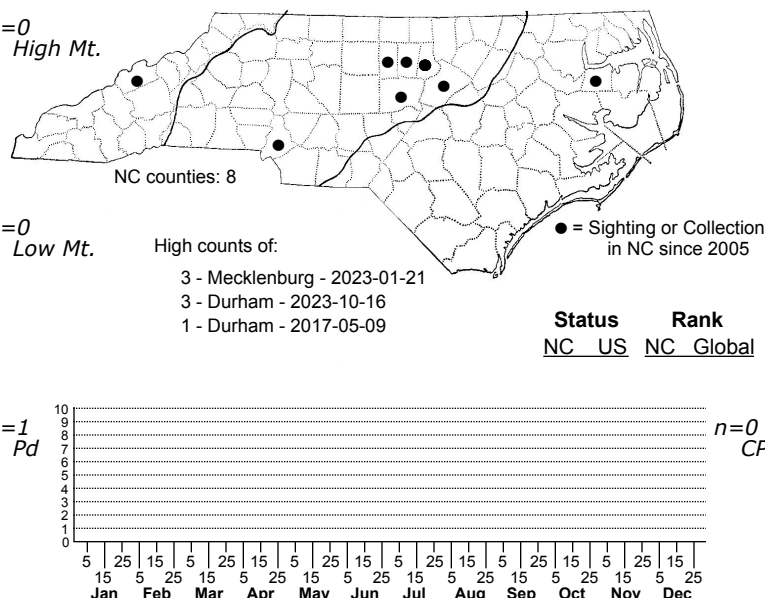 =0
High Mt.
NC counties: 8
=0
Low Mt.
High counts of:
3 - Mecklenburg - 2023-01-21
3 - Durham - 2023-10-16
1 - Durham - 2017-05-09
● = Sighting or Collection
in NC since 2005
Status Rank
NC US NC Global
=1
Pd
n=0
CP
10
9
8
7
6
5
4
3
2
1
0
5 25 15 5 25 15 5 25 15 5 25 15 5 25 15 5 25 15
15 5 25 15 5 25 15 5 25 15 5 25 15 5 25 15 5 25
Jan Feb Mar Apr May Jun Jul Aug Sep Oct Nov Dec